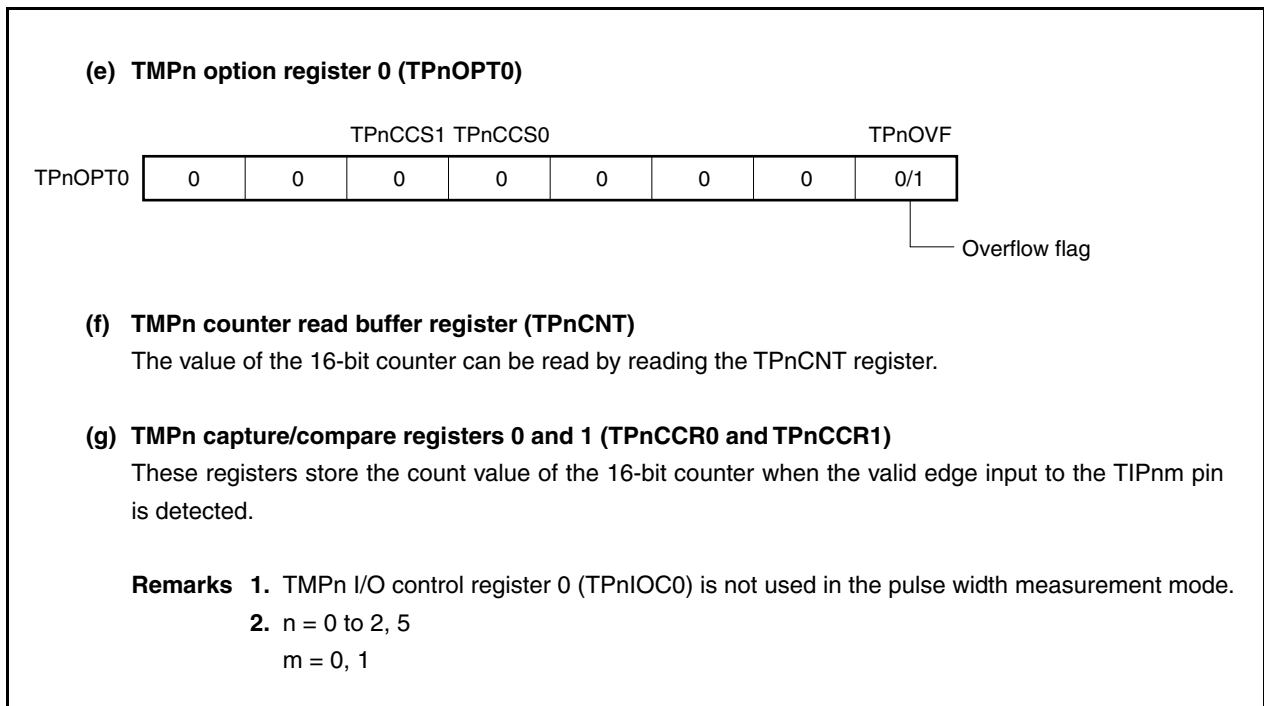 (e) TMPn option register 0 (TPnOPT0)
TPnCCS1 TPnCCS0 TPnOVF
TPnOPT0 0 0 0 0 0 0 0 0/1
Overflow flag
(f) TMPn counter read buffer register (TPnCNT)
The value of the 16-bit counter can be read by reading the TPnCNT register.
(g) TMPn capture/compare registers 0 and 1 (TPnCCR0 and TPnCCR1)
These registers store the count value of the 16-bit counter when the valid edge input to the TIPnm pin
is detected.
Remarks 1. TMPn I/O control register 0 (TPnIOC0) is not used in the pulse width measurement mode.
2. n = 0 to 2, 5
m = 0, 1